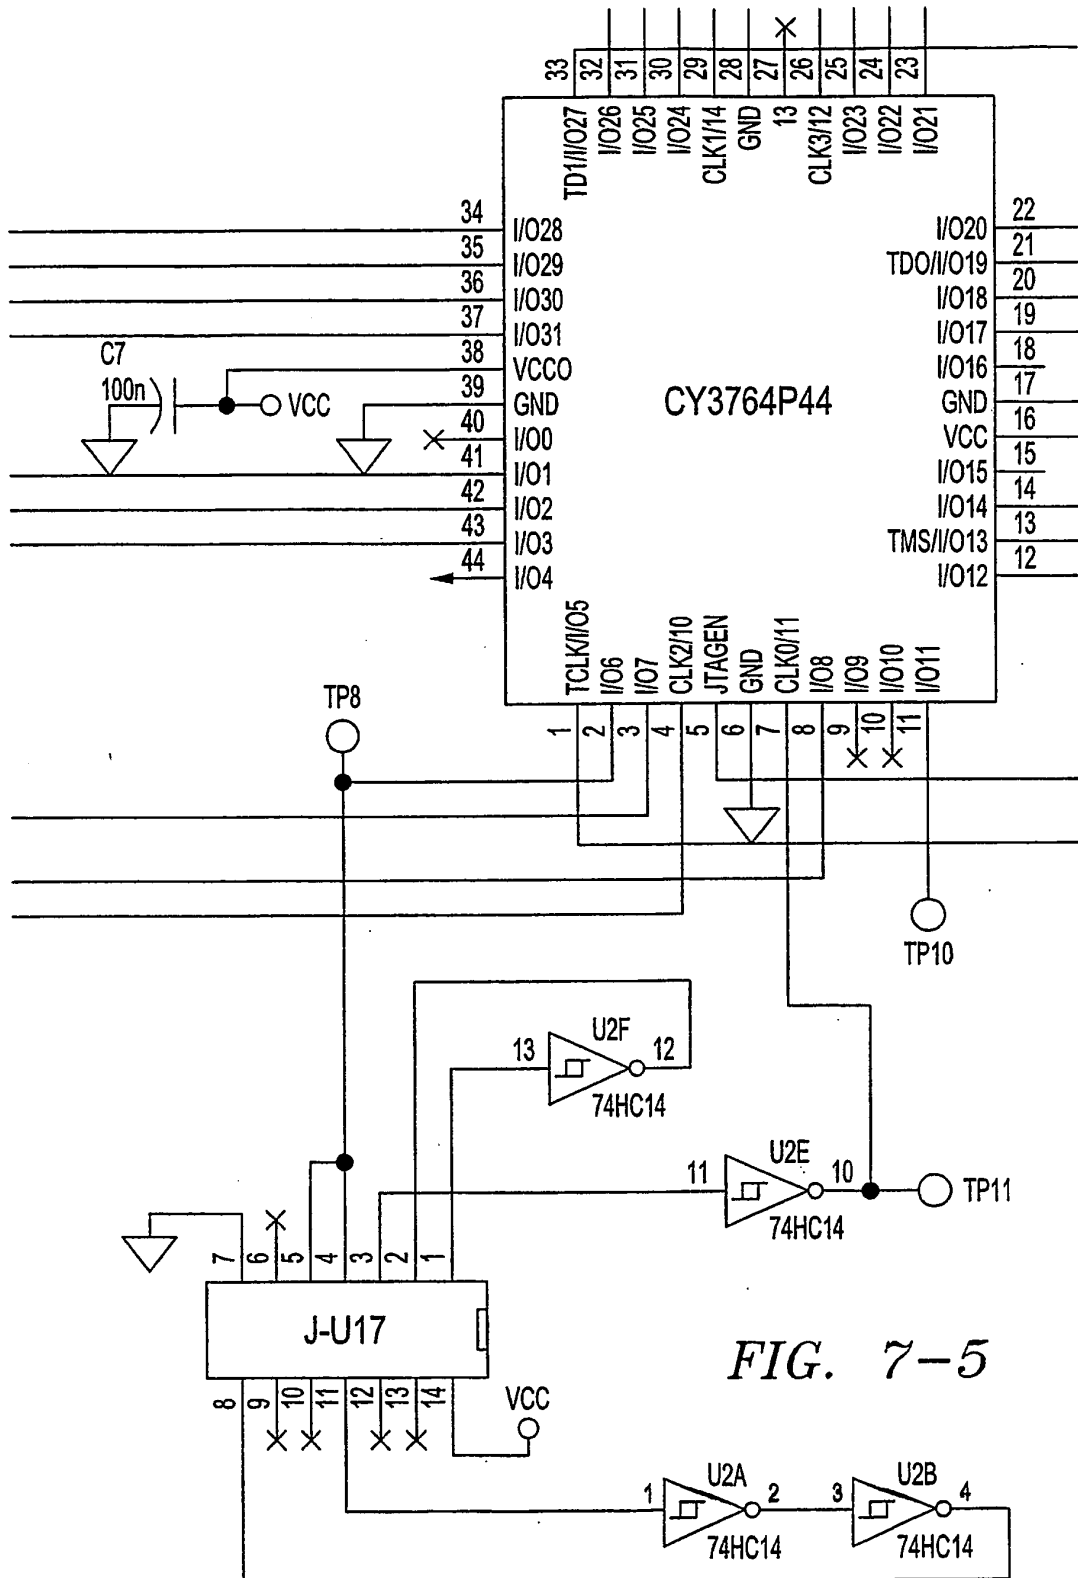 33 32 31 30 29 28 27 26 25 24 23
TD1/I/O27 I/O26 I/O25 I/O24 CLK1/14 GND 13 CLK3/12 I/O23 I/O22 I/O21
34 I/O28
35 I/O29
36 I/O30
37 I/O31
38 VCCO
39 GND
40 I/O0
41 I/O1
42 I/O2
43 I/O3
44 I/O4
C7
100n
VCC
CY3764P44
I/O20 22
TDO/I/O19 21
I/O18 20
I/O17 19
I/O16 18
GND 17
VCC 16
I/O15 15
I/O14 14
TMS/I/O13 13
I/O12 12
TCLK/I/O5 I/O6 I/O7 CLK2/10 JTAGEN GND CLK0/11 I/O8 I/O9 I/O10 I/O11
1 2 3 4 5 6 7 8 9 10 11
TP8
TP10
U2F
13 12
74HC14
U2E
11 10
74HC14
TP11
7 6 5 4 3 2 1
J-U17
8 9 10 11 12 13 14
VCC
FIG. 7-5
U2A
1 2
74HC14
U2B
3 4
74HC14